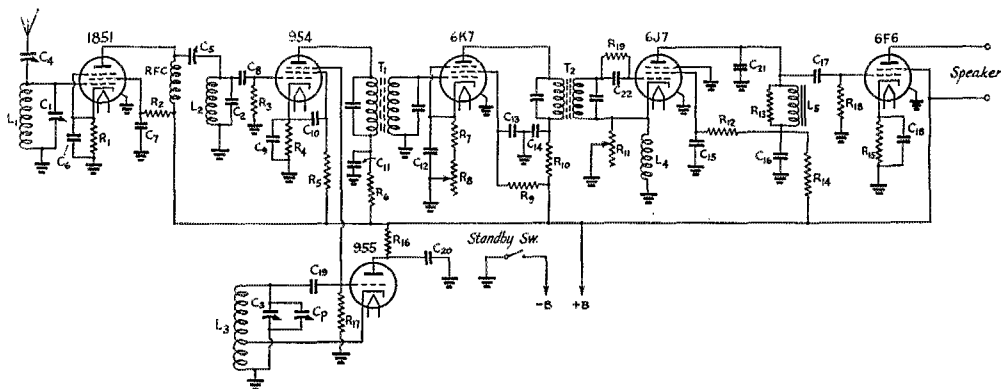 1851
954
6K7
6J7
6F6
C4
C5
RFC
C8
T1
T2
R19
C21
C17
Speaker
L1
C1
R2
L2
C2
R3
C22
R13
L5
R18
C6
R1
C7
C9
R4
C10
C11
C12
R7
C13
C14
R11
L4
C15
R12
C16
R15
C18
R5
R6
R8
R9
R10
R14
955
R16
C20
Standby Sw.
C19
L3
C3
Cp
R17
-B
+B